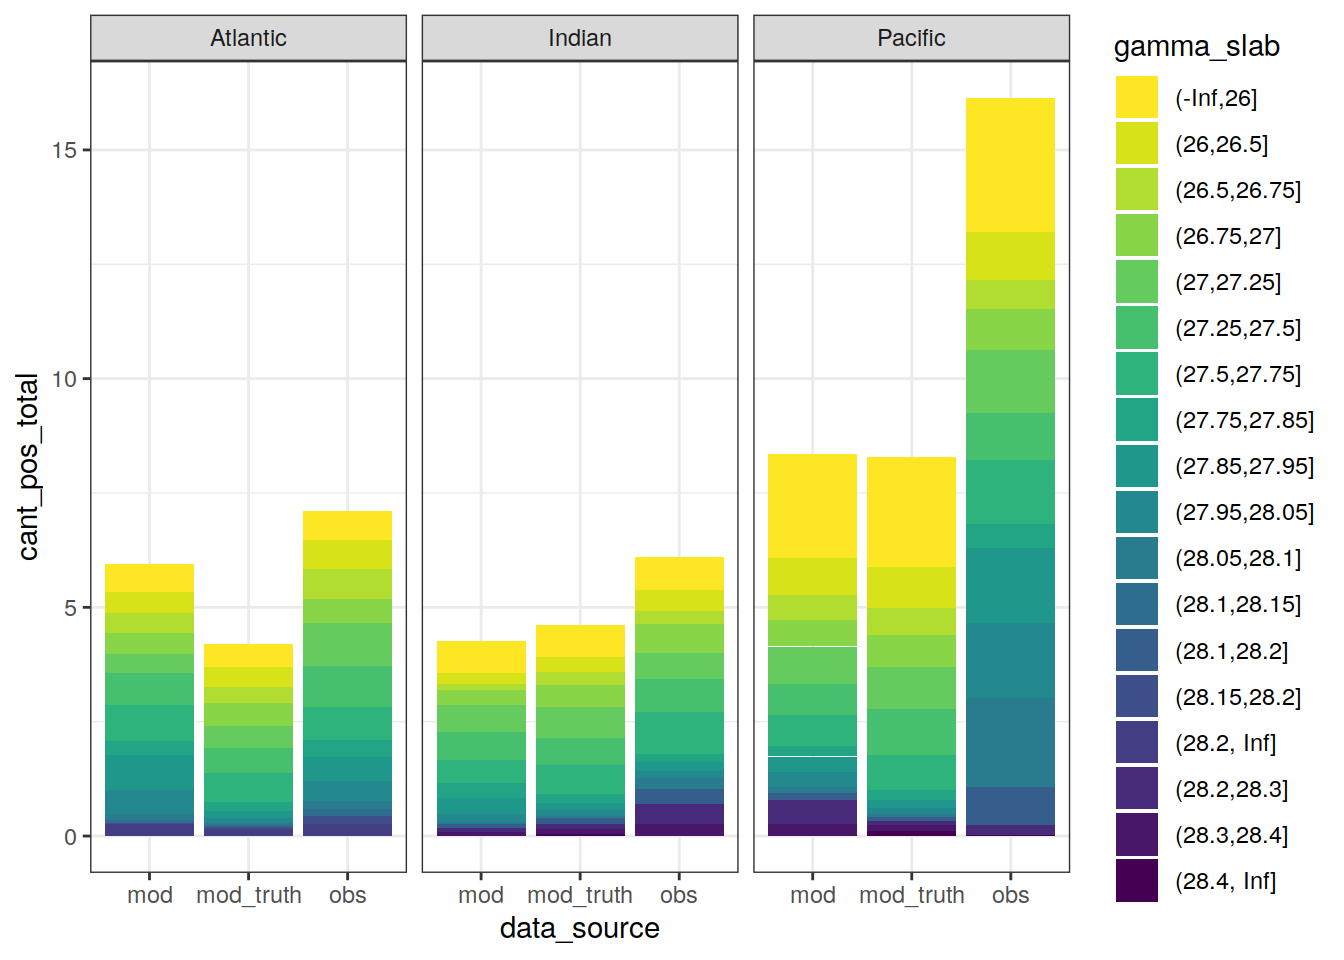 Atlantic
Indian
Pacific
gamma_slab
(-Inf,26]
(26,26.5]
(26.5,26.75]
(26.75,27]
(27,27.25]
(27.25,27.5]
(27.5,27.75]
(27.75,27.85]
(27.85,27.95]
(27.95,28.05]
(28.05,28.1]
(28.1,28.15]
(28.1,28.2]
(28.15,28.2]
(28.2, Inf]
(28.2,28.3]
(28.3,28.4]
(28.4, Inf]
cant_pos_total
15
10
5
0
mod mod_truth obs
mod mod_truth obs
mod mod_truth obs
data_source